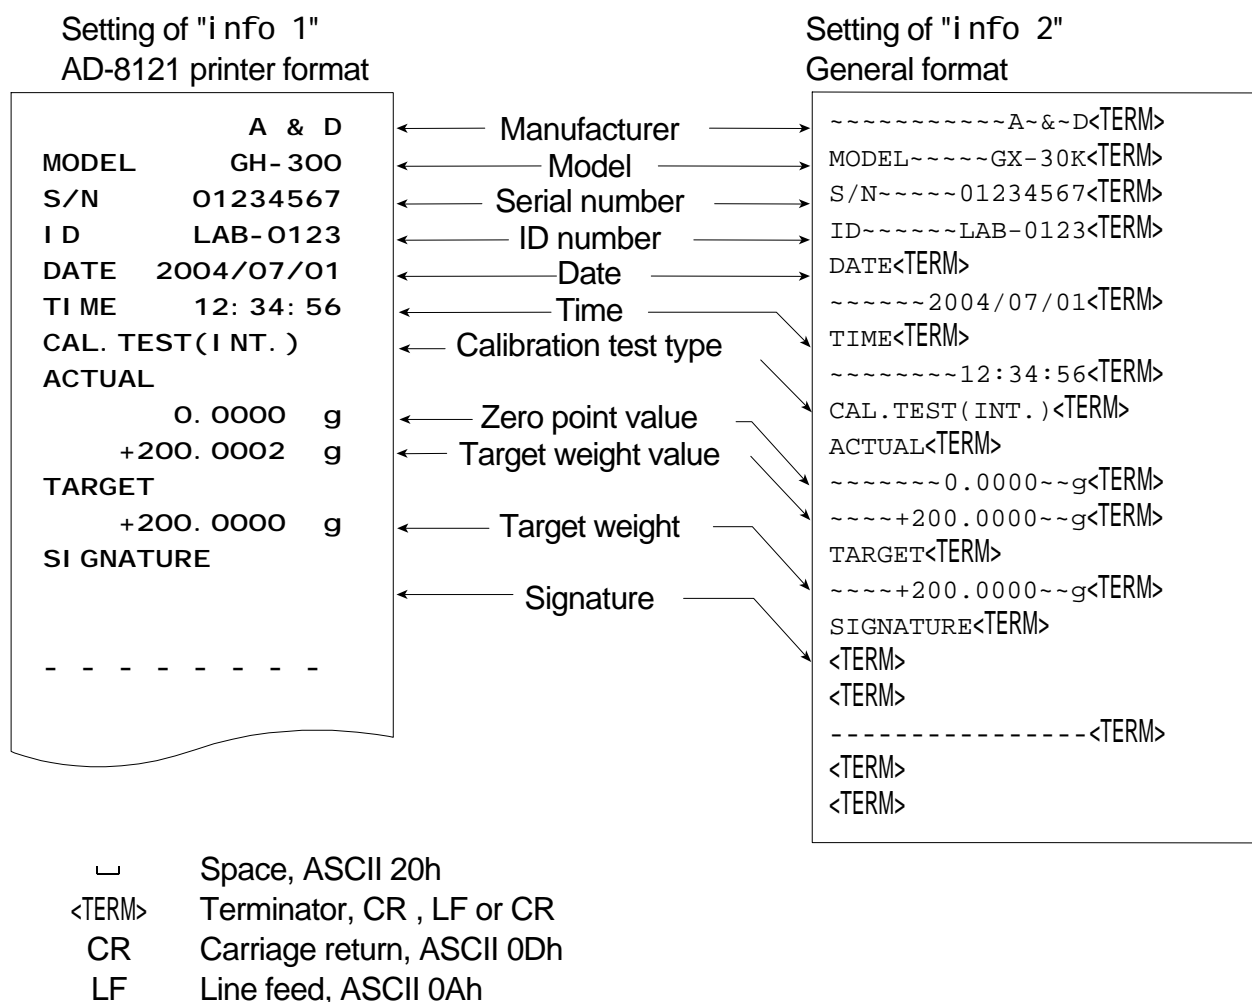 Setting of "info 1"
AD-8121 printer format
A & D
MODEL GH-300
S/N 01234567
ID LAB-0123
DATE 2004/07/01
TIME 12:34:56
CAL.TEST(INT.)
ACTUAL
0.0000 g
+200.0002 g
TARGET
+200.0000 g
SIGNATURE
- - - - - - - -
Manufacturer
Model
Serial number
ID number
Date
Time
Calibration test type
Zero point value
Target weight value
Target weight
Signature
Setting of "info 2"
General format
~~~~~~~~~~~A~&~D<TERM>
MODEL~~~~~GX-30K<TERM>
S/N~~~~~01234567<TERM>
ID~~~~~~LAB-0123<TERM>
DATE<TERM>
~~~~~~2004/07/01<TERM>
TIME<TERM>
~~~~~~~~12:34:56<TERM>
CAL.TEST(INT.)<TERM>
ACTUAL<TERM>
~~~~~~~0.0000~~g<TERM>
~~~~+200.0000~~g<TERM>
TARGET<TERM>
~~~~+200.0000~~g<TERM>
SIGNATURE<TERM>
<TERM>
<TERM>
----------------<TERM>
<TERM>
<TERM>
⎵ Space, ASCII 20h
<TERM> Terminator, CR , LF or CR
CR Carriage return, ASCII 0Dh
LF Line feed, ASCII 0Ah